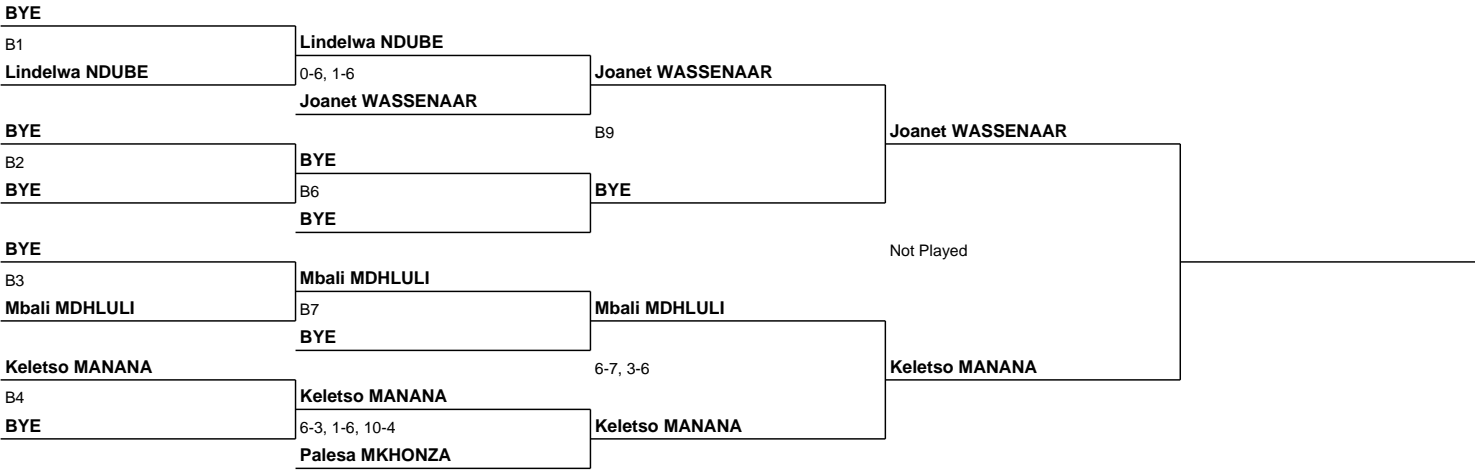 BYE
B1
Lindelwa NDUBE
Lindelwa NDUBE
0-6, 1-6
Joanet WASSENAAR
Joanet WASSENAAR
BYE
B2
BYE
BYE
B6
BYE
B9
BYE
Joanet WASSENAAR
BYE
B3
Mbali MDHLULI
Mbali MDHLULI
B7
BYE
Mbali MDHLULI
Not Played
Keletso MANANA
B4
BYE
Keletso MANANA
6-3, 1-6, 10-4
Palesa MKHONZA
6-7, 3-6
Keletso MANANA
Keletso MANANA